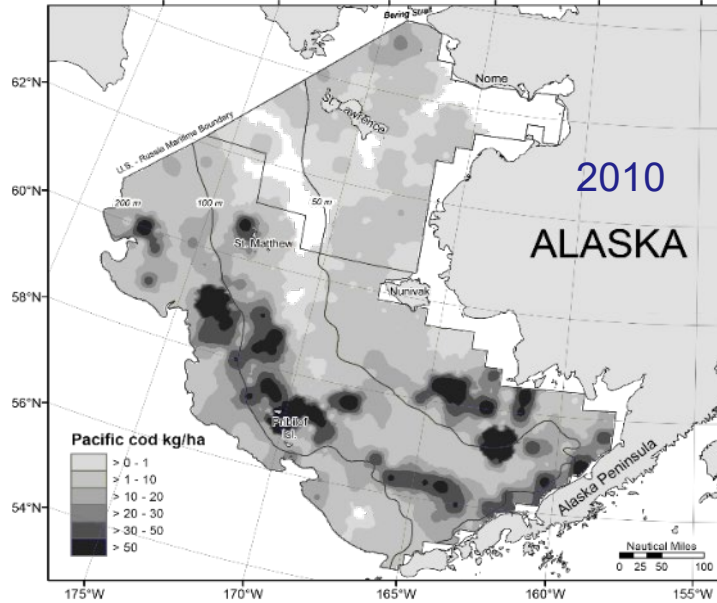 Bering Strait
62°N
Nome
St. Lawrence
U.S. - Russia Maritime Boundary
2010
60°N
200 m
100 m
50 m
ALASKA
St. Matthew
58°N
Nunivak
56°N
Pribilof
Isl.
Pacific cod kg/ha
> 0 - 1
> 1 - 10
> 10 - 20
> 20 - 30
>30 - 50
> 50
Alaska Peninsula
54°N
Nautical Miles
0 25 50 100
175°W
170°W
165°W
160°W
155°W